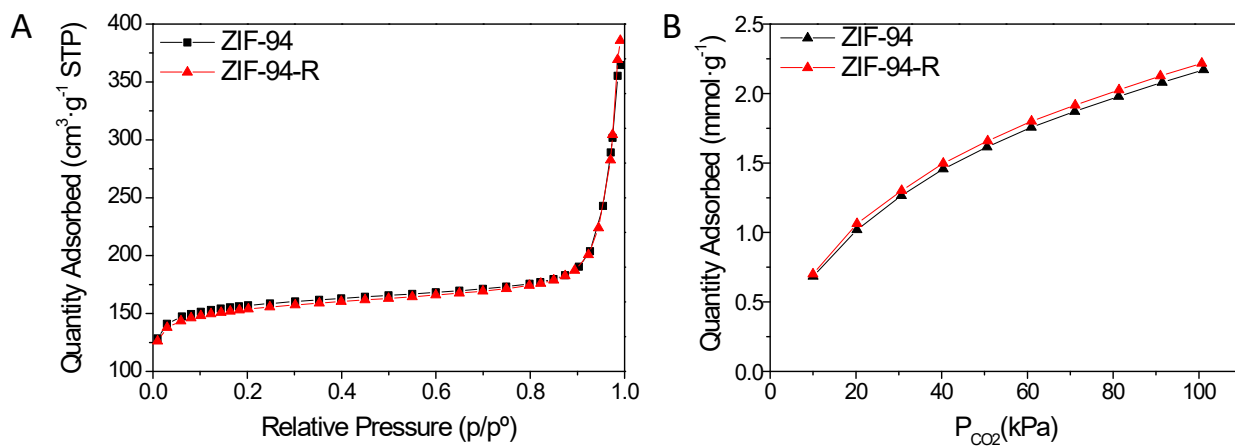 A
400
350
300
250
200
150
100
0.0 0.2 0.4 0.6 0.8 1.0
Quantity Adsorbed (cm³·g⁻¹ STP)
Relative Pressure (p/pº)
ZIF-94
ZIF-94-R
B
2.5
2.0
1.5
1.0
0.5
0.0
0 20 40 60 80 100
Quantity Adsorbed (mmol·g⁻¹)
P_CO2(kPa)
ZIF-94
ZIF-94-R